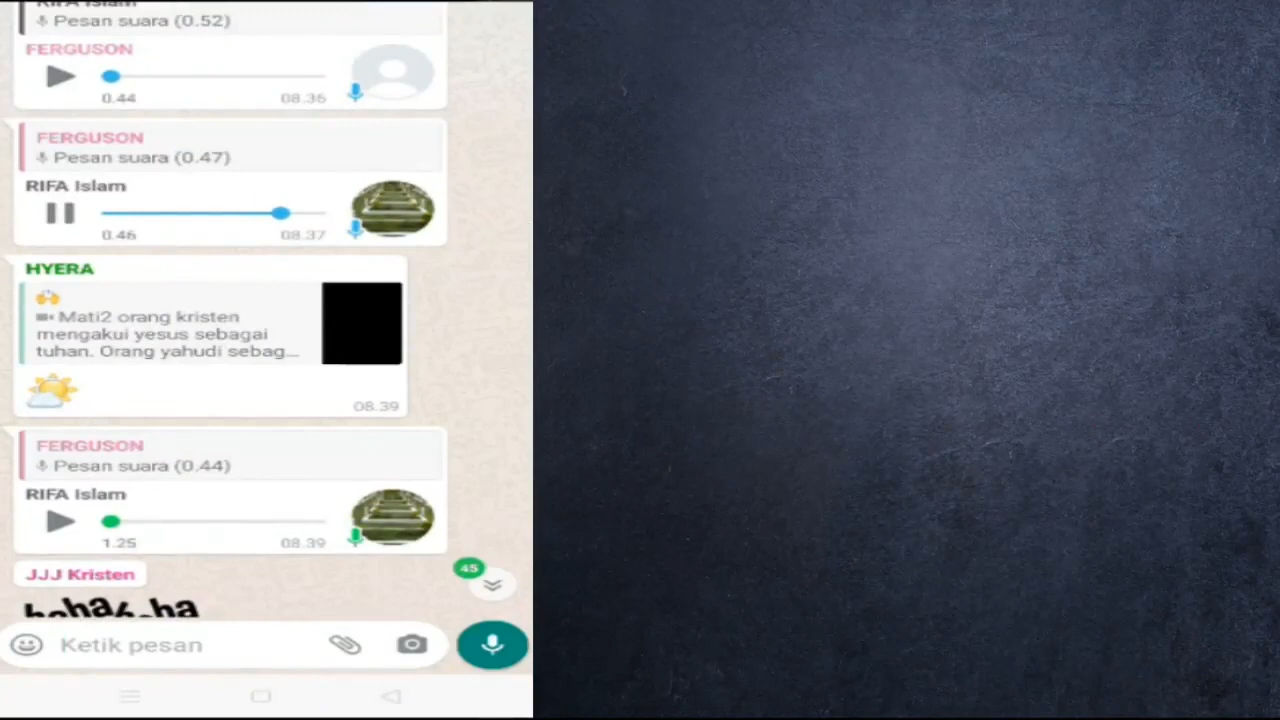 RIFA Islam
Pesan suara (0.52)
FERGUSON
0.44
08.36
FERGUSON
Pesan suara (0.47)
RIFA Islam
0.46
08.37
HYERA
Mati2 orang kristen
mengakui yesus sebagai
tuhan. Orang yahudi sebag...
08.39
FERGUSON
Pesan suara (0.44)
RIFA Islam
1.25
08.39
JJJ Kristen
45
Ketik pesan